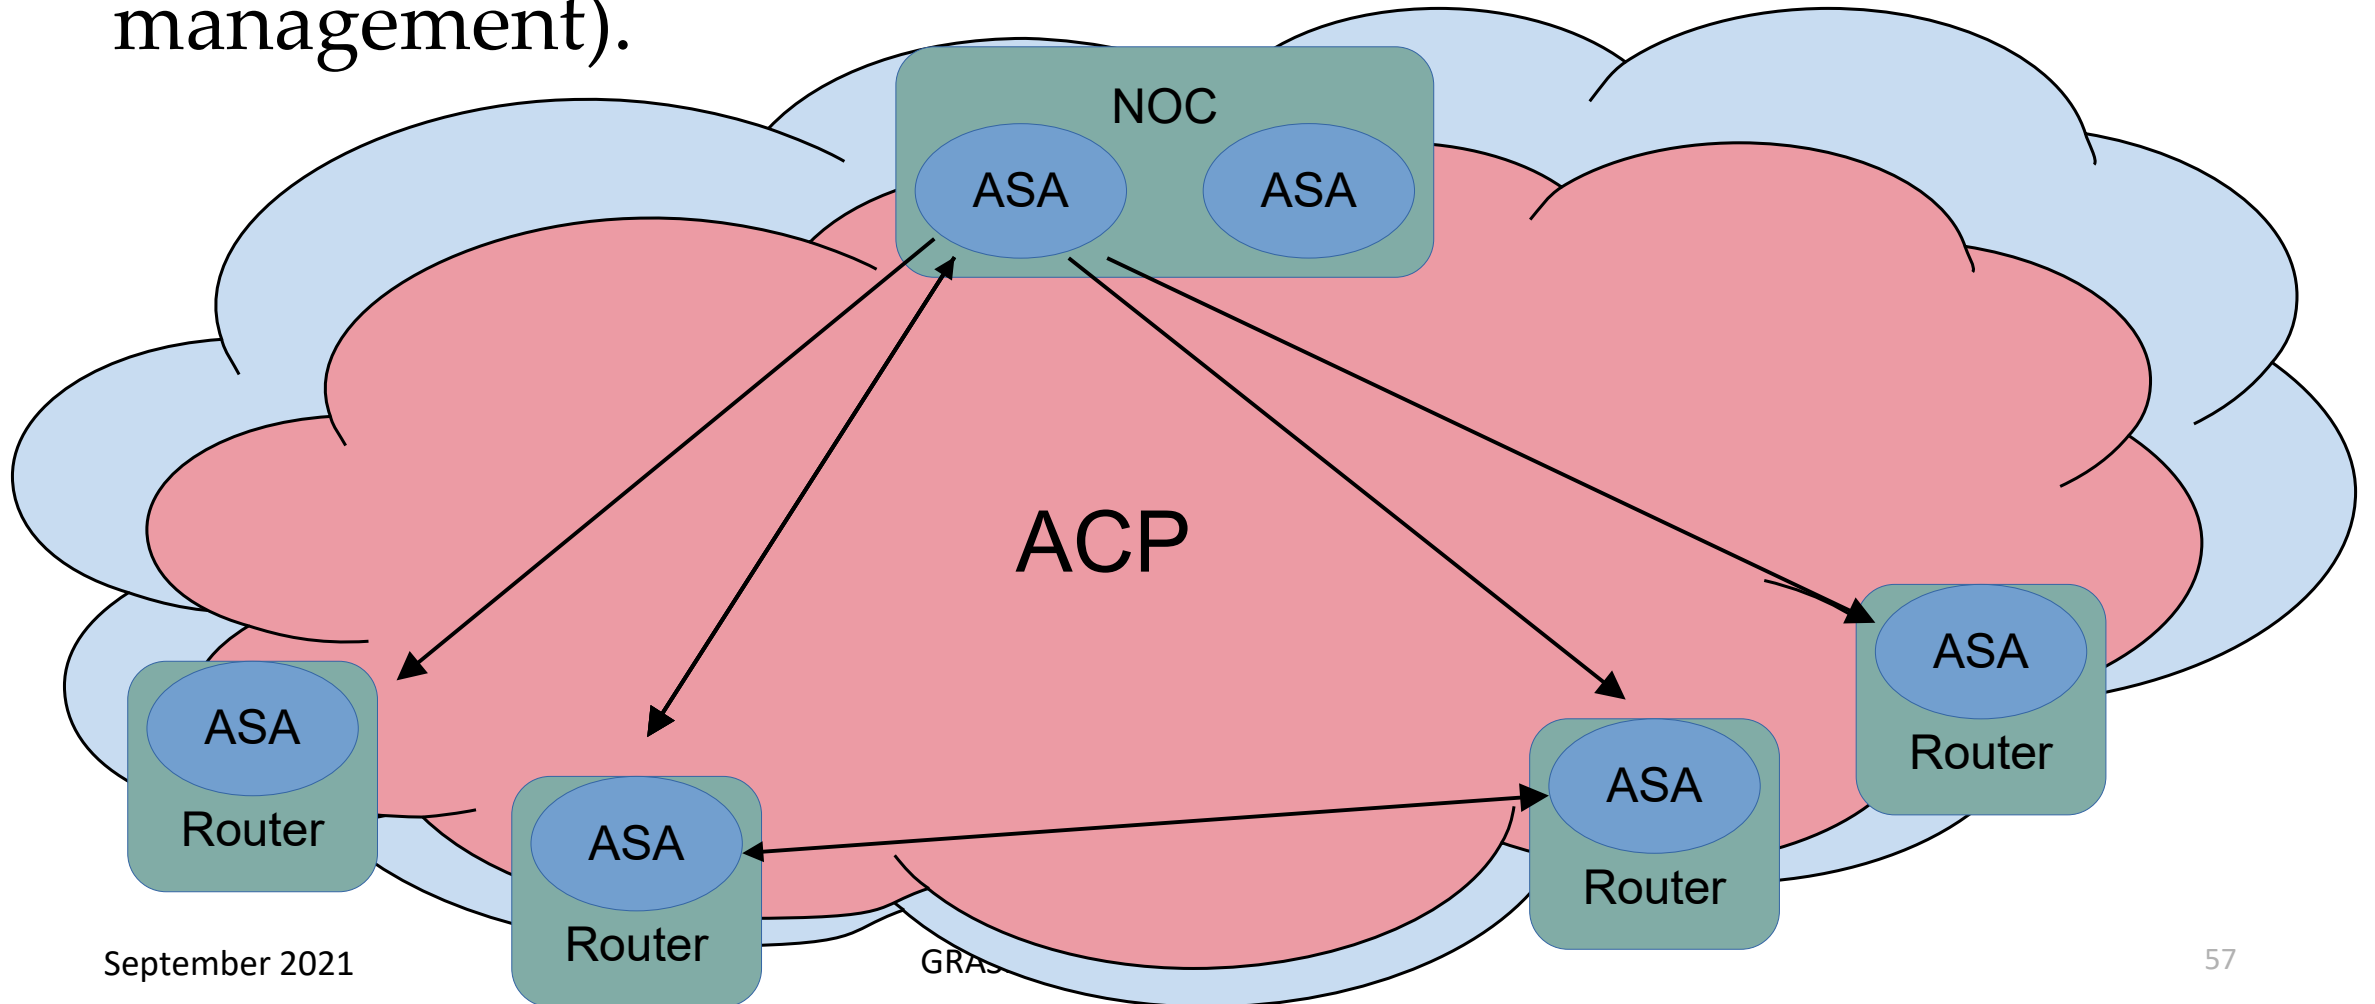 management).
NOC
ASA
ASA
ACP
ASA
Router
ASA
Router
ASA
Router
ASA
Router
September 2021
57